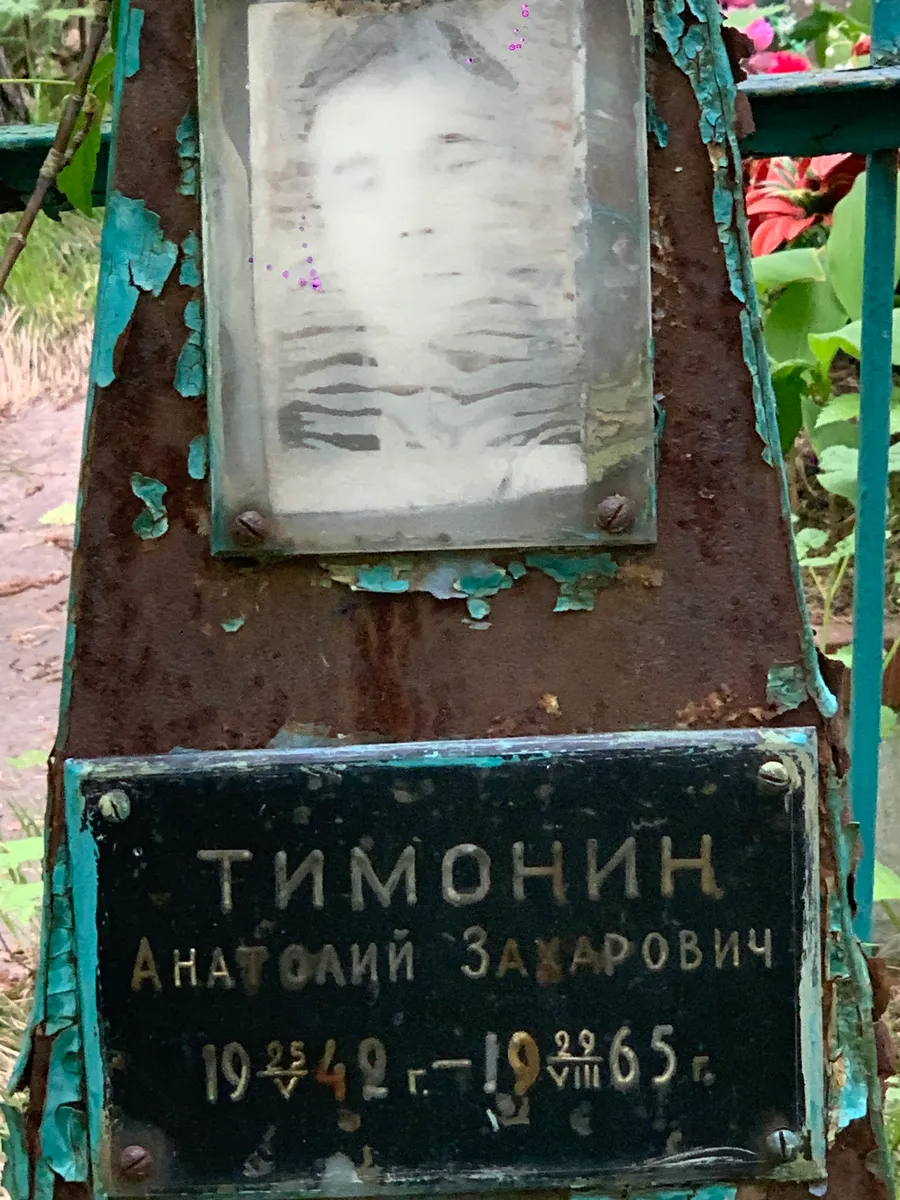 ТИМОНИН
АНАТОЛИЙ ЗАХАРОВИЧ
19 25/V 42 г. – 19 22/VIII 65 г.